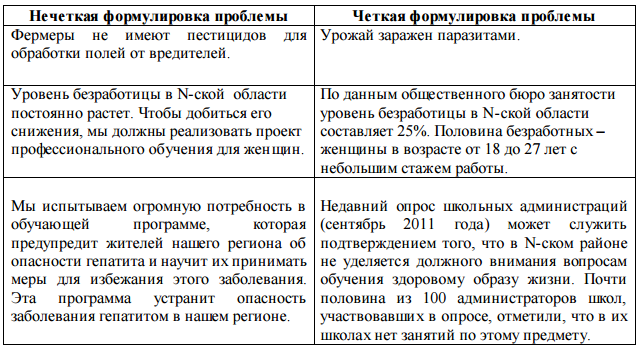 Нечеткая формулировка проблемы
Четкая формулировка проблемы
Фермеры не имеют пестицидов для
обработки полей от вредителей.
Урожай заражен паразитами.
Уровень безработицы в N-ской области
постоянно растет. Чтобы добиться его
снижения, мы должны реализовать проект
профессионального обучения для женщин.
По данным общественного бюро занятости
уровень безработицы в N-ской области
составляет 25%. Половина безработных –
женщины в возрасте от 18 до 27 лет с
небольшим стажем работы.
Мы испытываем огромную потребность в
обучающей программе, которая
предупредит жителей нашего региона об
опасности гепатита и научит их принимать
меры для избежания этого заболевания.
Эта программа устранит опасность
заболевания гепатитом в нашем регионе.
Недавний опрос школьных администраций
(сентябрь 2011 года) может служить
подтверждением того, что в N-ском районе
не уделяется должного внимания вопросам
обучения здоровому образу жизни. Почти
половина из 100 администраторов школ,
участвовавших в опросе, отметили, что в их
школах нет занятий по этому предмету.